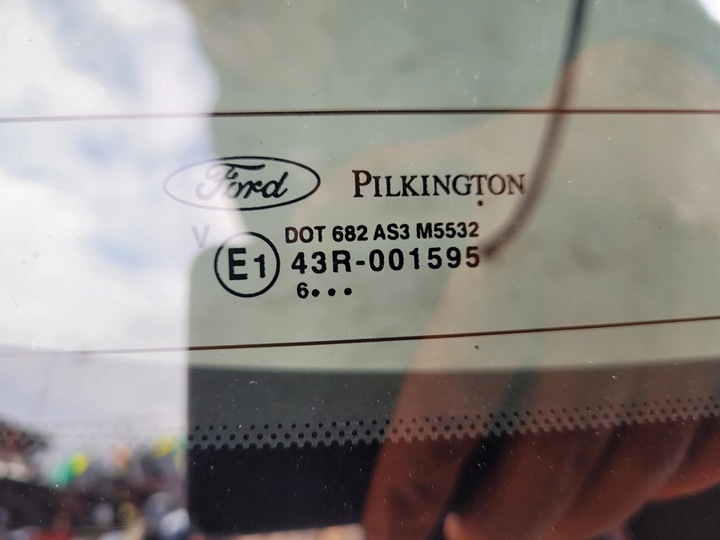 Ford PILKINGTON
V
DOT 682 AS3 M5532
E1 43R-001595
6•••